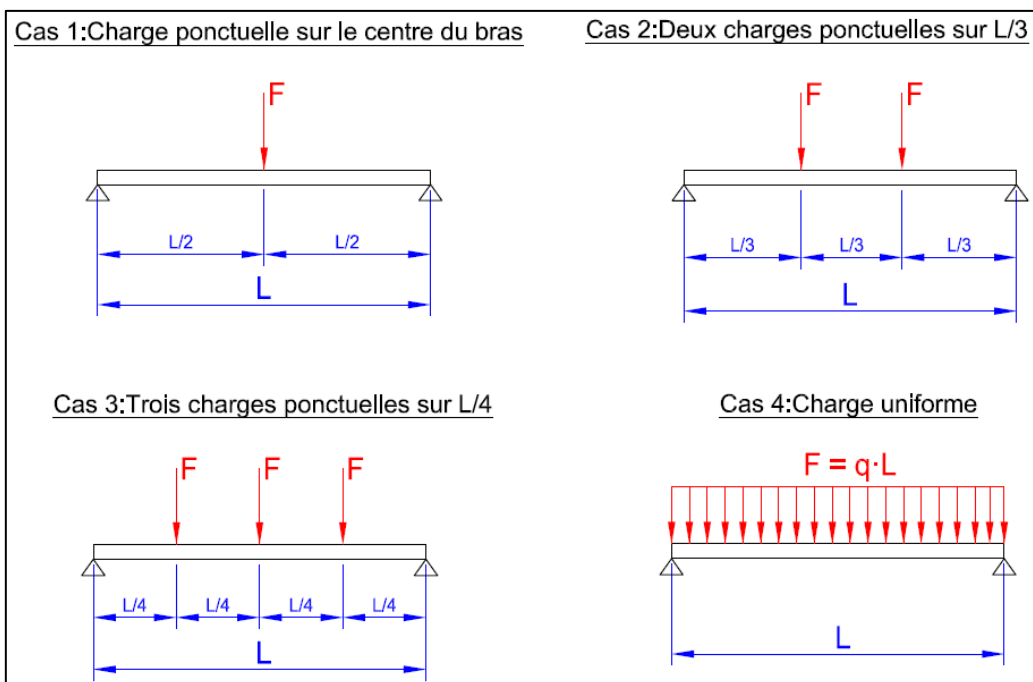 Cas 1:Charge ponctuelle sur le centre du bras
F
L/2 L/2
L
Cas 2:Deux charges ponctuelles sur L/3
F F
L/3 L/3 L/3
L
Cas 3:Trois charges ponctuelles sur L/4
F F F
L/4 L/4 L/4 L/4
L
Cas 4:Charge uniforme
F = q·L
L